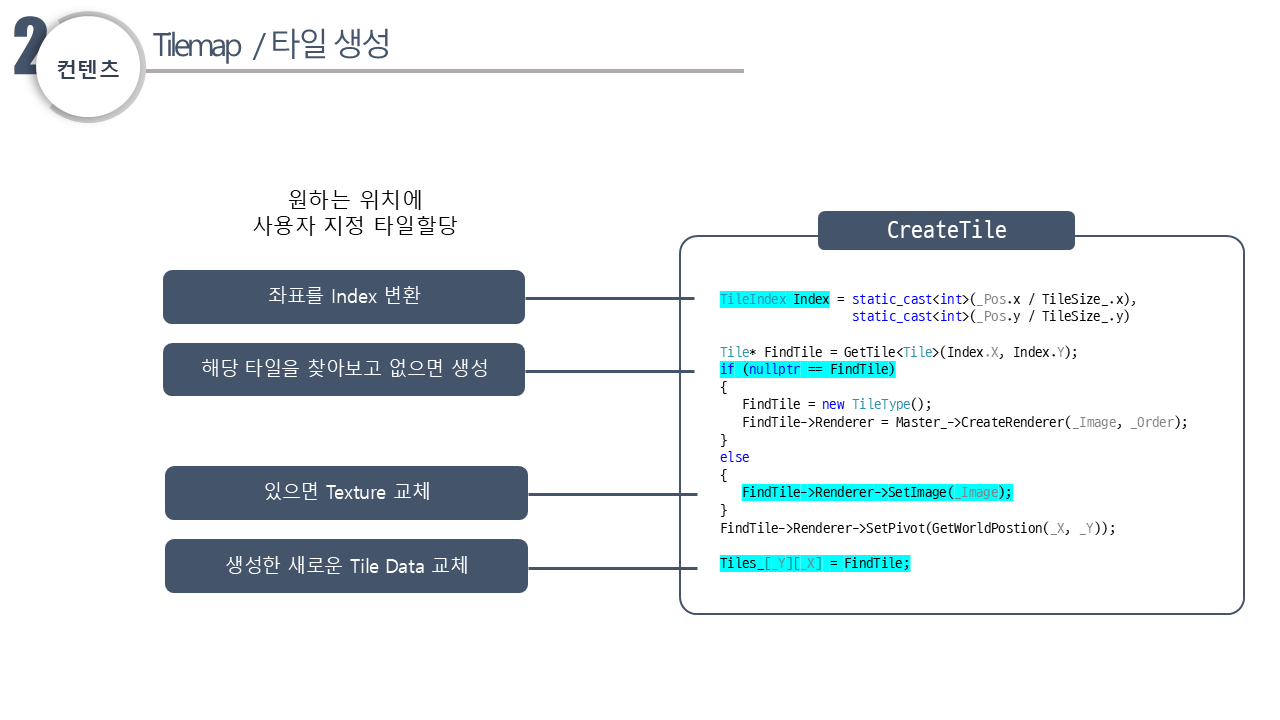 2
컨텐츠
Tilemap / 타일 생성
원하는 위치에
사용자 지정 타일할당
좌표를 Index 변환
해당 타일을 찾아보고 없으면 생성
있으면 Texture 교체
생성한 새로운 Tile Data 교체
CreateTile
TileIndex Index = static_cast<int>(_Pos.x / TileSize_.x),
static_cast<int>(_Pos.y / TileSize_.y)
Tile* FindTile = GetTile<Tile>(Index.X, Index.Y);
if (nullptr == FindTile)
{
FindTile = new TileType();
FindTile->Renderer = Master_->CreateRenderer(_Image, _Order);
}
else
{
FindTile->Renderer->SetImage(_Image);
}
FindTile->Renderer->SetPivot(GetWorldPostion(_X, _Y));
Tiles_[_Y][_X] = FindTile;